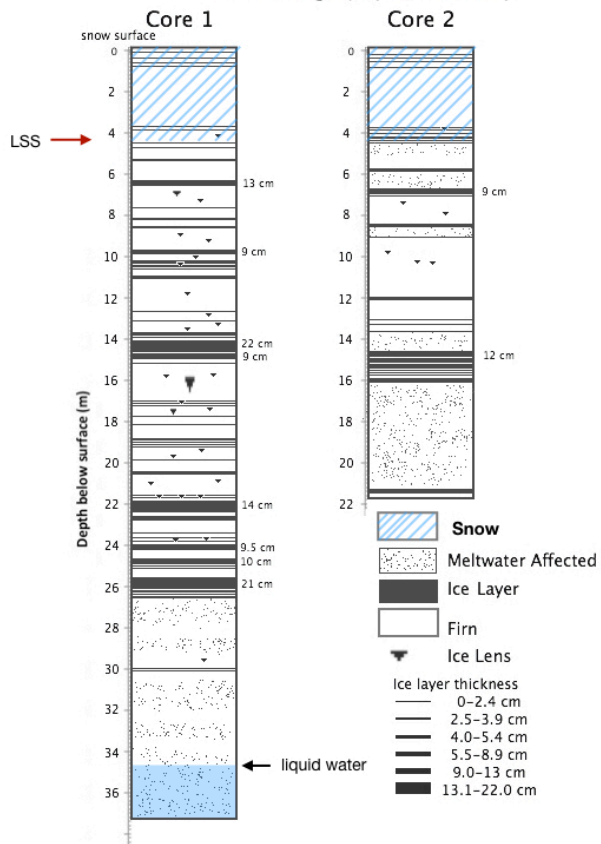 Core 1
Core 2
snow surface
LSS
0
2
4
6
8
10
12
14
16
18
20
22
24
26
28
30
32
34
36
Depth below surface (m)
13 cm
9 cm
22 cm
9 cm
14 cm
9.5 cm
10 cm
21 cm
liquid water
0
2
4
6
8
10
12
14
16
18
20
22
9 cm
12 cm
Snow
Meltwater Affected
Ice Layer
Firn
Ice Lens
Ice layer thickness
0-2.4 cm
2.5-3.9 cm
4.0-5.4 cm
5.5-8.9 cm
9.0-13 cm
13.1-22.0 cm